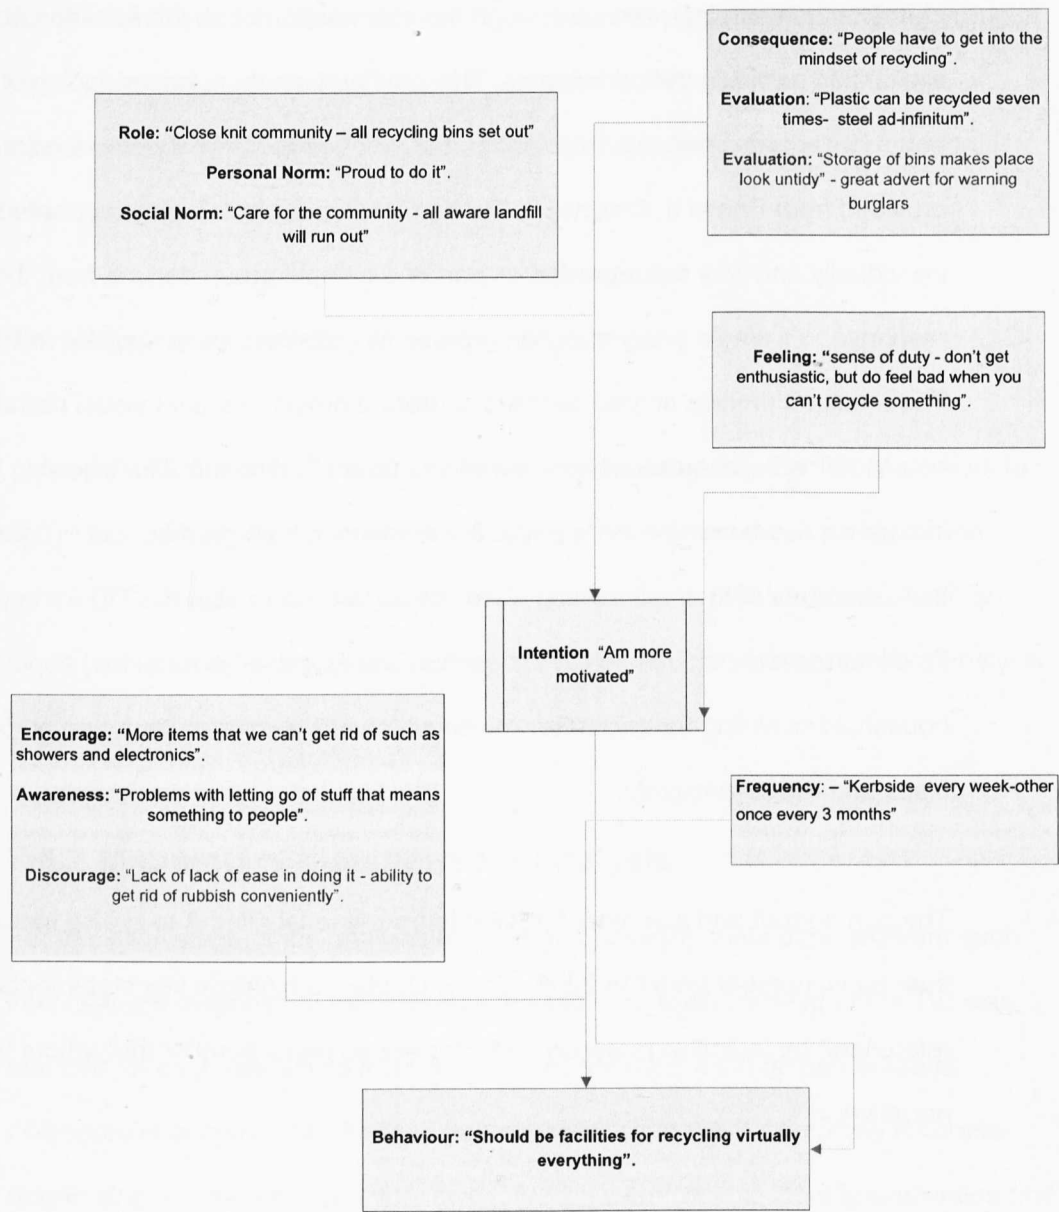 Consequence: “People have to get into the
mindset of recycling”.
Evaluation: “Plastic can be recycled seven
times- steel ad-infinitum”.
Evaluation: “Storage of bins makes place
look untidy” - great advert for warning
burglars
Role: “Close knit community – all recycling bins set out”
Personal Norm: “Proud to do it”.
Social Norm: “Care for the community - all aware landfill
will run out”
Feeling: “sense of duty - don’t get
enthusiastic, but do feel bad when you
can’t recycle something”.
Intention “Am more
motivated”
Encourage: “More items that we can’t get rid of such as
showers and electronics”.
Awareness: “Problems with letting go of stuff that means
something to people”.
Discourage: “Lack of lack of ease in doing it - ability to
get rid of rubbish conveniently”.
Frequency: – “Kerbside every week-other
once every 3 months”
Behaviour: “Should be facilities for recycling virtually
everything”.